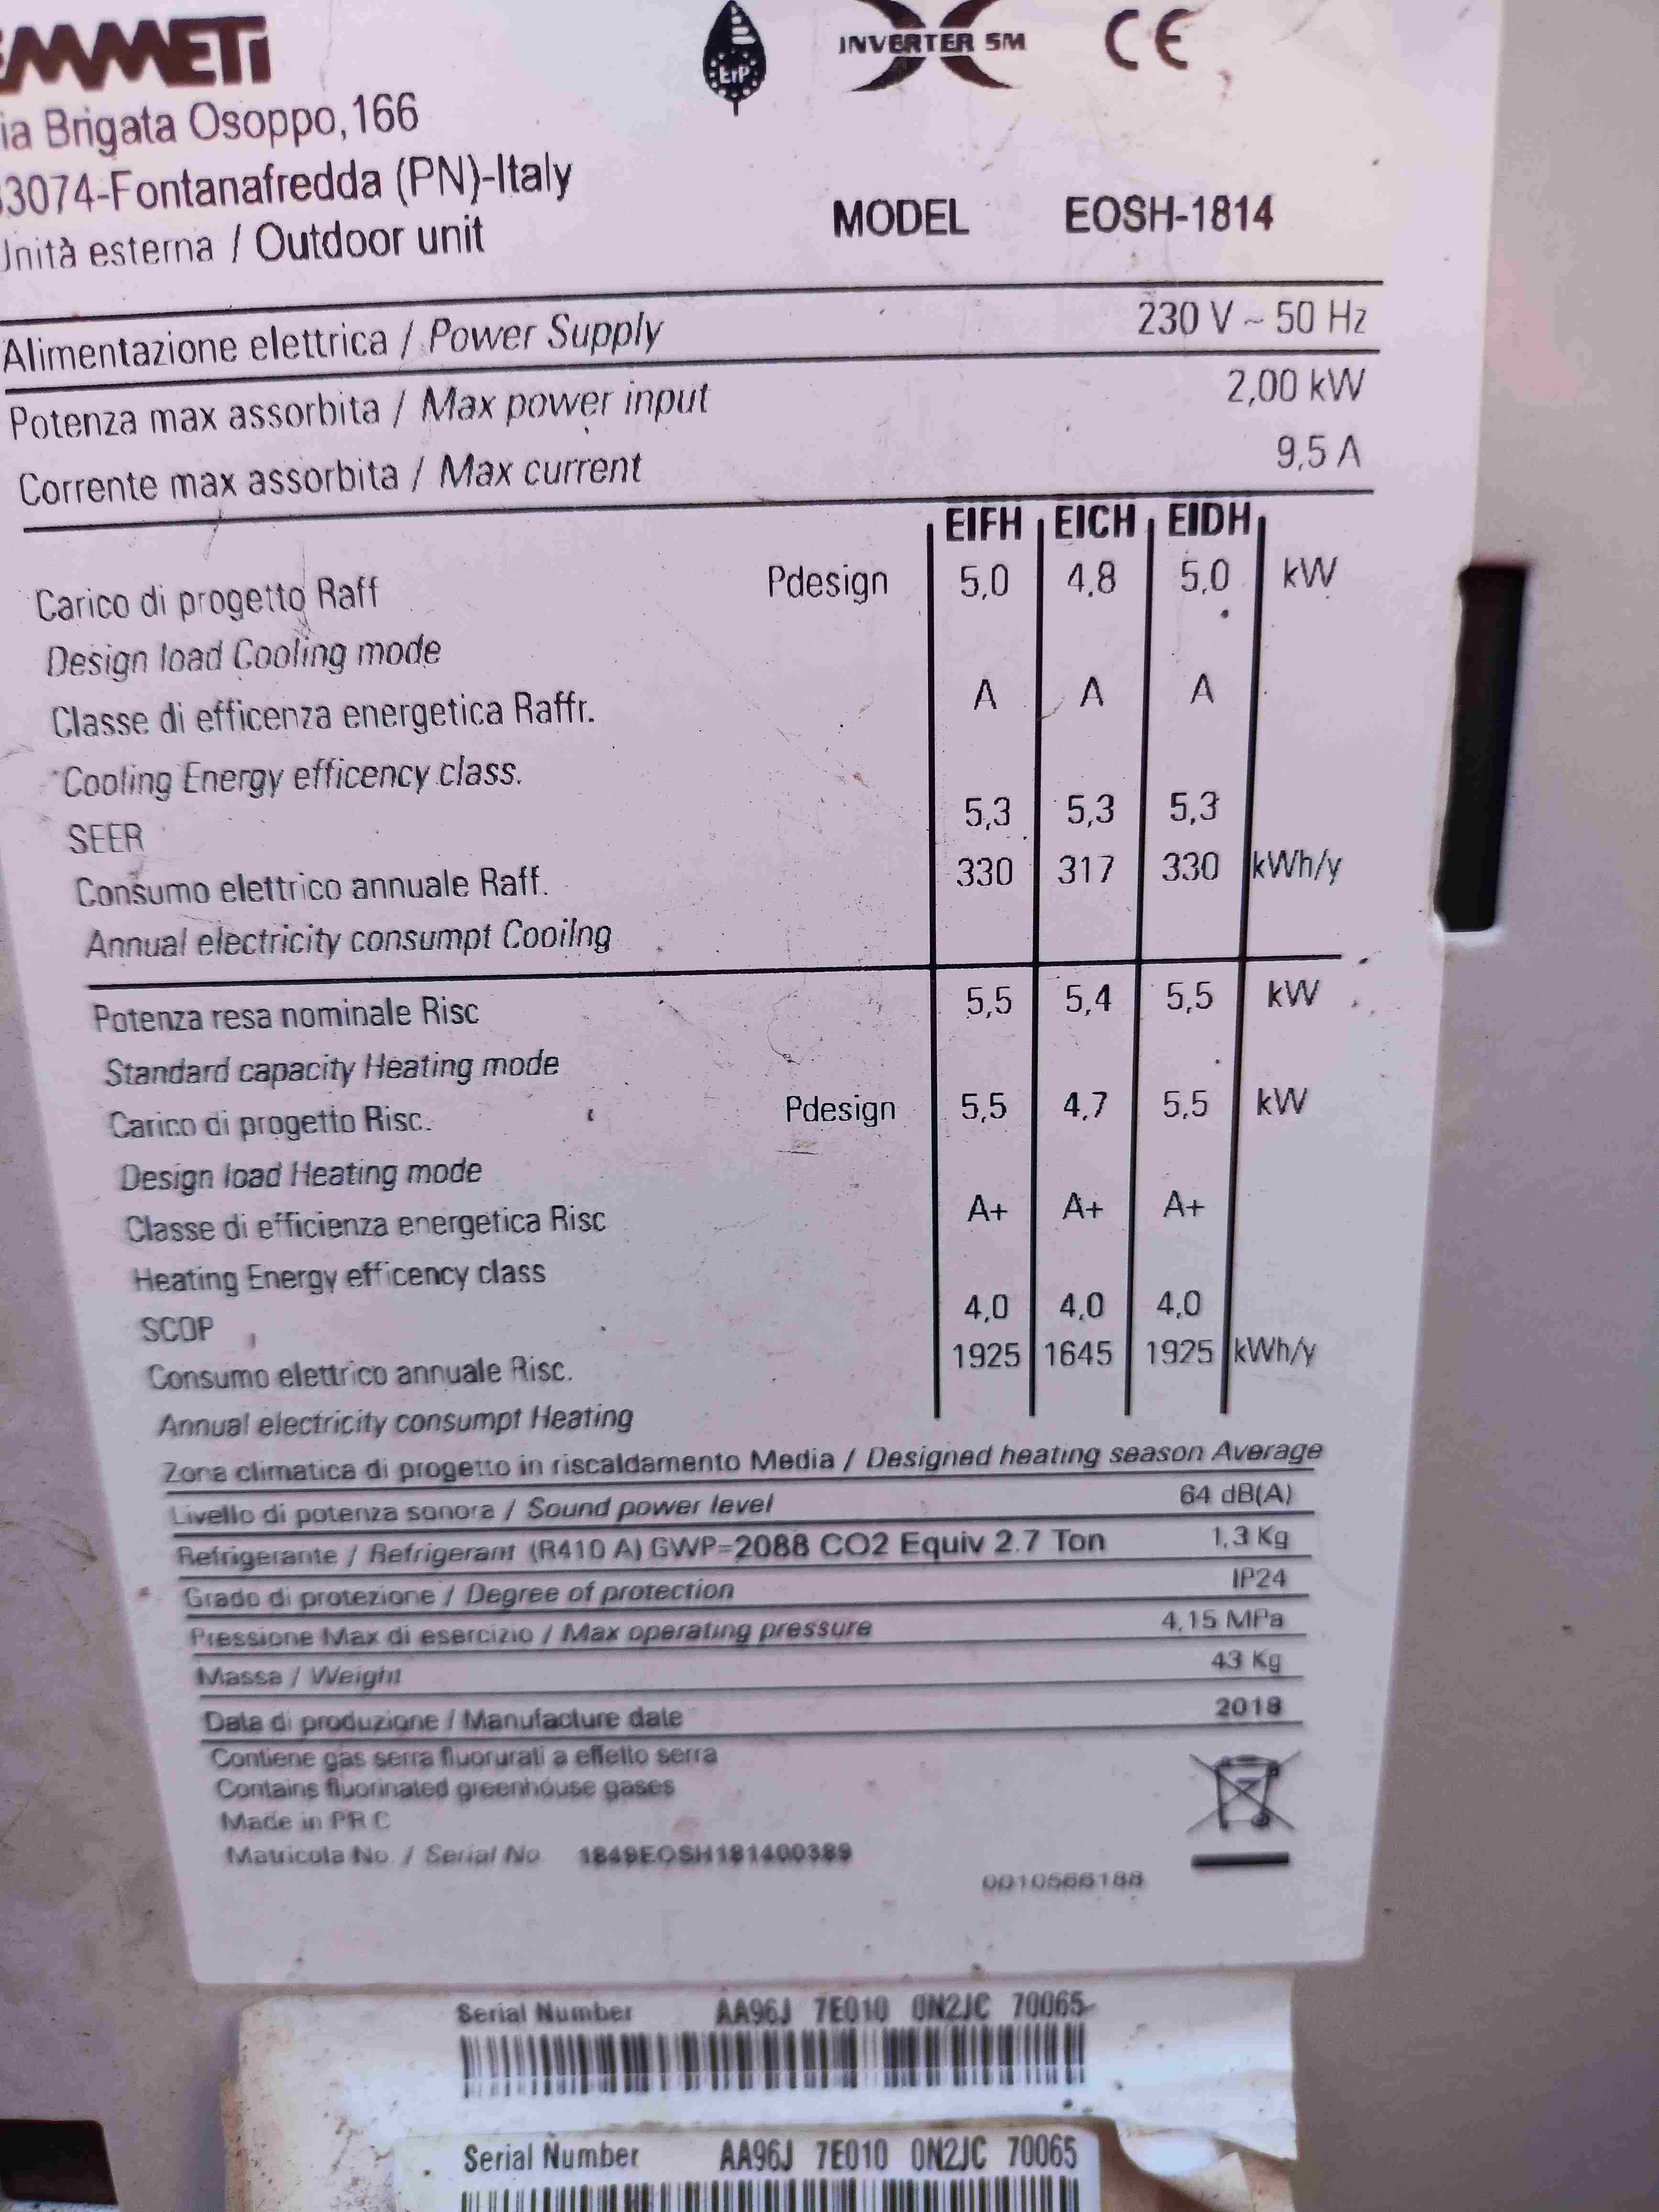 EMMETi
ErP
INVERTER SM
CE
ia Brigata Osoppo,166
3074-Fontanafredda (PN)-Italy
Unità esterna / Outdoor unit
MODEL EOSH-1814
Alimentazione elettrica / Power Supply 230 V ~ 50 Hz
Potenza max assorbita / Max power input 2,00 kW
Corrente max assorbita / Max current 9,5 A
EIFH EICH EIDH
Carico di progetto Raff Pdesign 5,0 4,8 5,0 kW
Design load Cooling mode
Classe di efficenza energetica Raffr. A A A
Cooling Energy efficency class.
SEER 5,3 5,3 5,3
Consumo elettrico annuale Raff. 330 317 330 kWh/y
Annual electricity consumpt Cooilng
Potenza resa nominale Risc 5,5 5,4 5,5 kW
Standard capacity Heating mode
Carico di progetto Risc. Pdesign 5,5 4,7 5,5 kW
Design load Heating mode
Classe di efficienza energetica Risc A+ A+ A+
Heating Energy efficency class
SCOP 4,0 4,0 4,0
Consumo elettrico annuale Risc. 1925 1645 1925 kWh/y
Annual electricity consumpt Heating
Zona climatica di progetto in riscaldamento Media / Designed heating season Average
Livello di potenza sonora / Sound power level 64 dB(A)
Refrigerante / Refrigerant (R410 A) GWP=2088 CO2 Equiv 2.7 Ton 1,3 Kg
Grado di protezione / Degree of protection IP24
Pressione Max di esercizio / Max operating pressure 4,15 MPa
Massa / Weight 43 Kg
Data di produzione / Manufacture date 2018
Contiene gas serra fluorurati a effetto serra
Contains fluorinated greenhouse gases
Made in PRC
Matricola No. / Serial No 1849EOSH181400389
0010566188
Serial Number AA96J 7E010 0N2JC 70065
Serial Number AA96J 7E010 0N2JC 70065